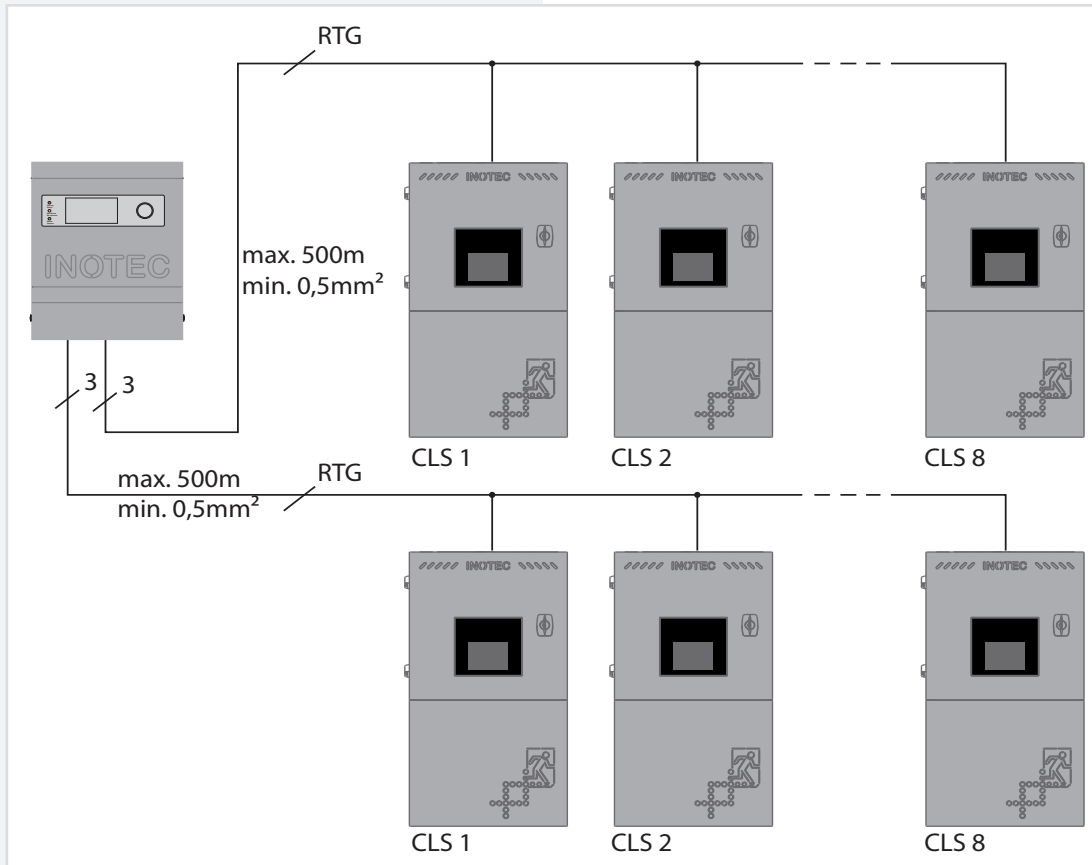 RTG
INOTEC
INOTEC
INOTEC
INOTEC
max. 500m
min. 0,5mm²
3
3
CLS 1
CLS 2
CLS 8
max. 500m
min. 0,5mm²
RTG
INOTEC
INOTEC
INOTEC
CLS 1
CLS 2
CLS 8